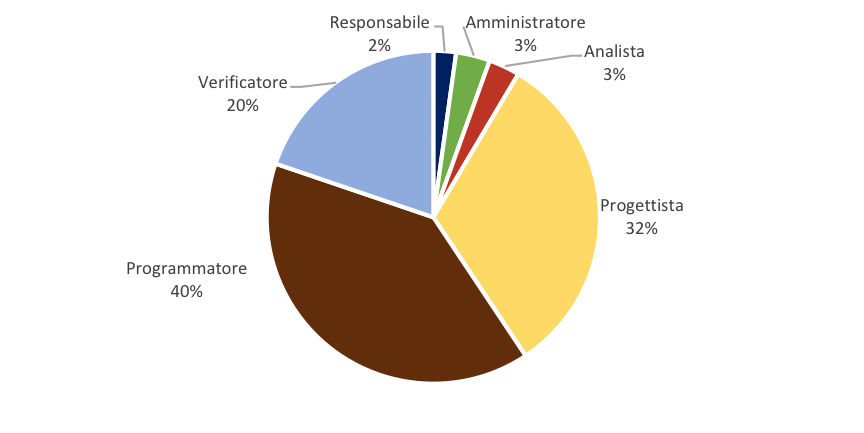 Responsabile
2%
Amministratore
3%
Analista
3%
Verificatore
20%
Progettista
32%
Programmatore
40%